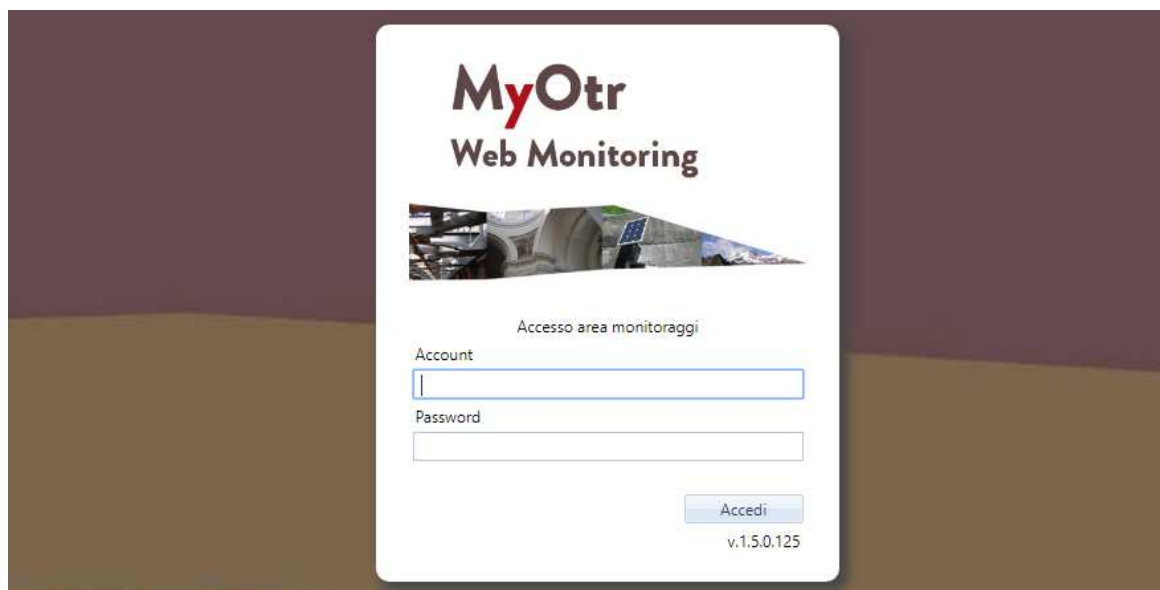 MyOtr
Web Monitoring
Accesso area monitoraggi
Account
Password
Accedi
v.1.5.0.125